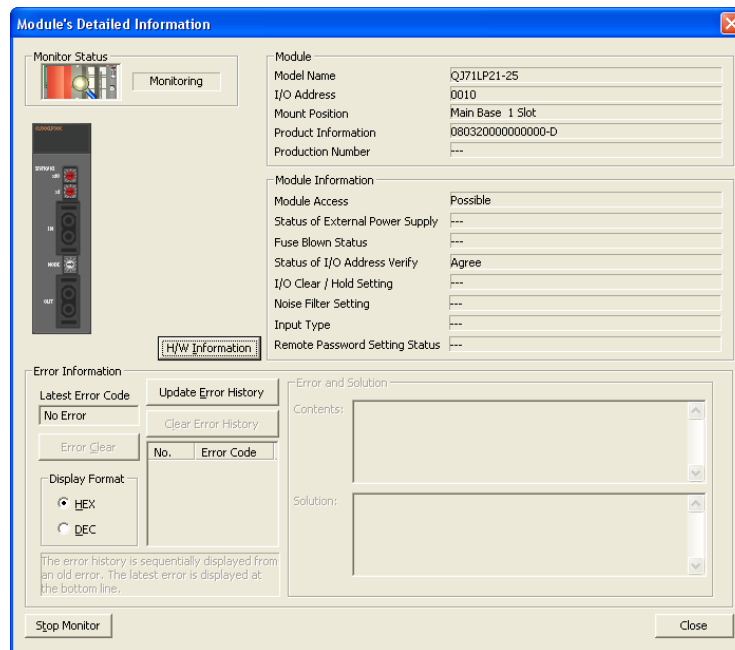 Module's Detailed Information
Monitor Status
Monitoring
Module
Model Name QJ71LP21-25
I/O Address 0010
Mount Position Main Base 1 Slot
Product Information 080320000000000-D
Production Number ---
Module Information
Module Access Possible
Status of External Power Supply ---
Fuse Blown Status ---
Status of I/O Address Verify Agree
I/O Clear / Hold Setting ---
Noise Filter Setting ---
Input Type ---
Remote Password Setting Status ---
IN
MODE
OUT
H/W Information
Error Information
Latest Error Code
No Error
Error Clear
Display Format
HEX
DEC
Update Error History
Clear Error History
No. Error Code
The error history is sequentially displayed from
an old error. The latest error is displayed at
the bottom line.
Error and Solution
Contents:
Solution:
Stop Monitor
Close